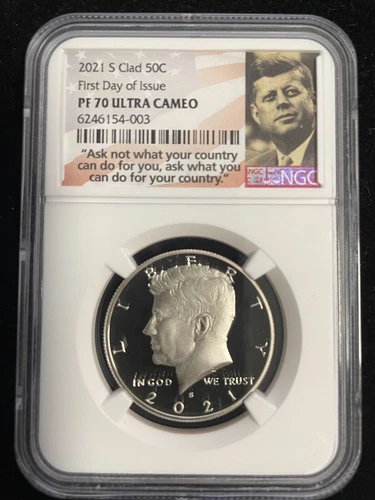 2021 S Clad 50C
First Day of Issue
PF 70 ULTRA CAMEO
6246154-003
"Ask not what your country
can do for you, ask what you
can do for your country."
NGC
NGC
LIBERTY
IN GOD WE TRUST
S
2021